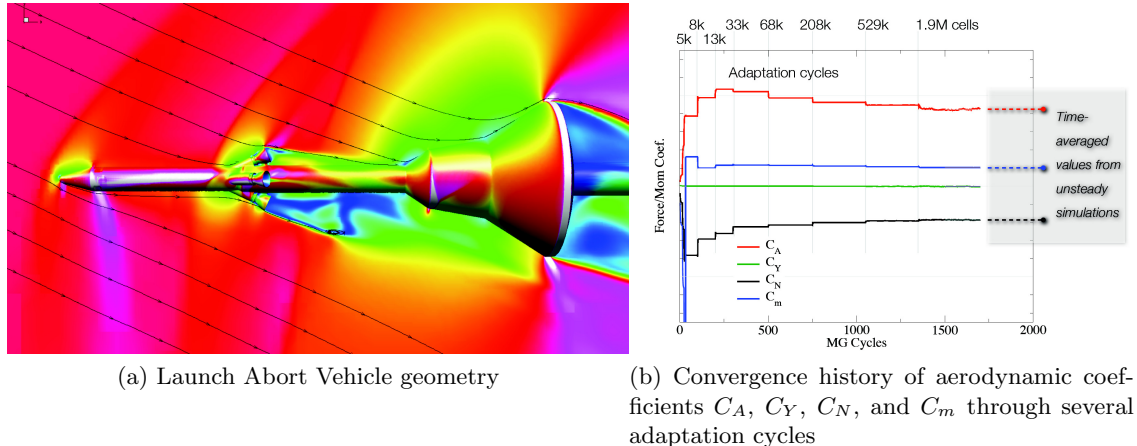 8k 33k 68k 208k 529k 1.9M cells
5k 13k
Adaptation cycles
Force/Mom Coef.
C_A
C_Y
C_N
C_m
Time-
averaged
values from
unsteady
simulations
0 500 1000 1500 2000
MG Cycles
(a) Launch Abort Vehicle geometry
(b) Convergence history of aerodynamic coef-
ficients C_A, C_Y, C_N, and C_m through several
adaptation cycles